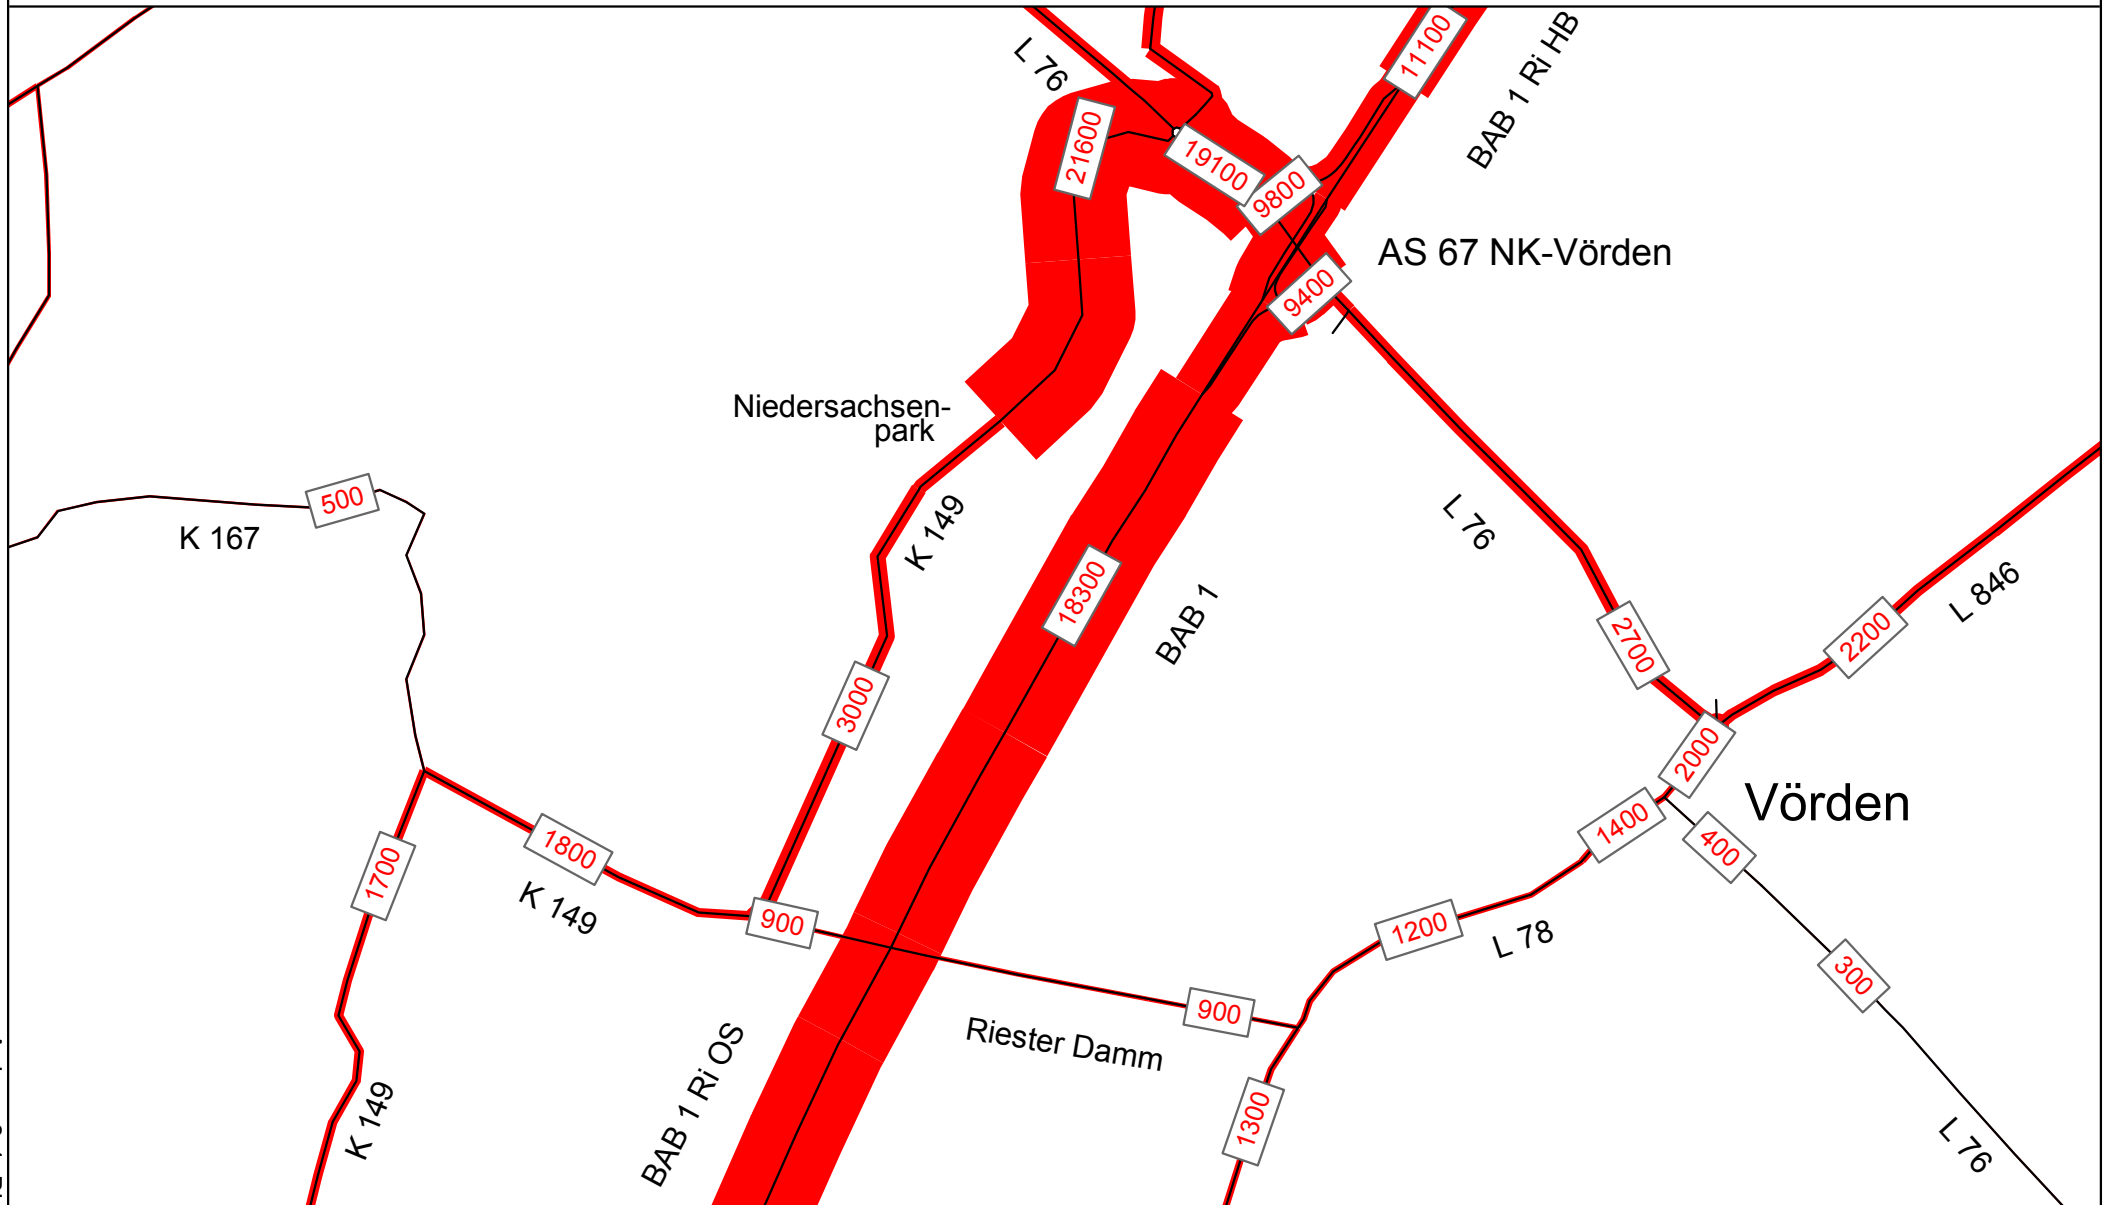 11100
BAB 1 Ri HB
L 76
21600
19100
9800
AS 67 NK-Vörden
9400
Niedersachsen-
park
500
K 167
K 149
L 76
18300
BAB 1
L 846
2200
2700
3000
2000
Vörden
1400
400
1800
1700
K 149
900
1200
L 78
300
900
Riester Damm
BAB 1 Ri OS
1300
K 149
L 76